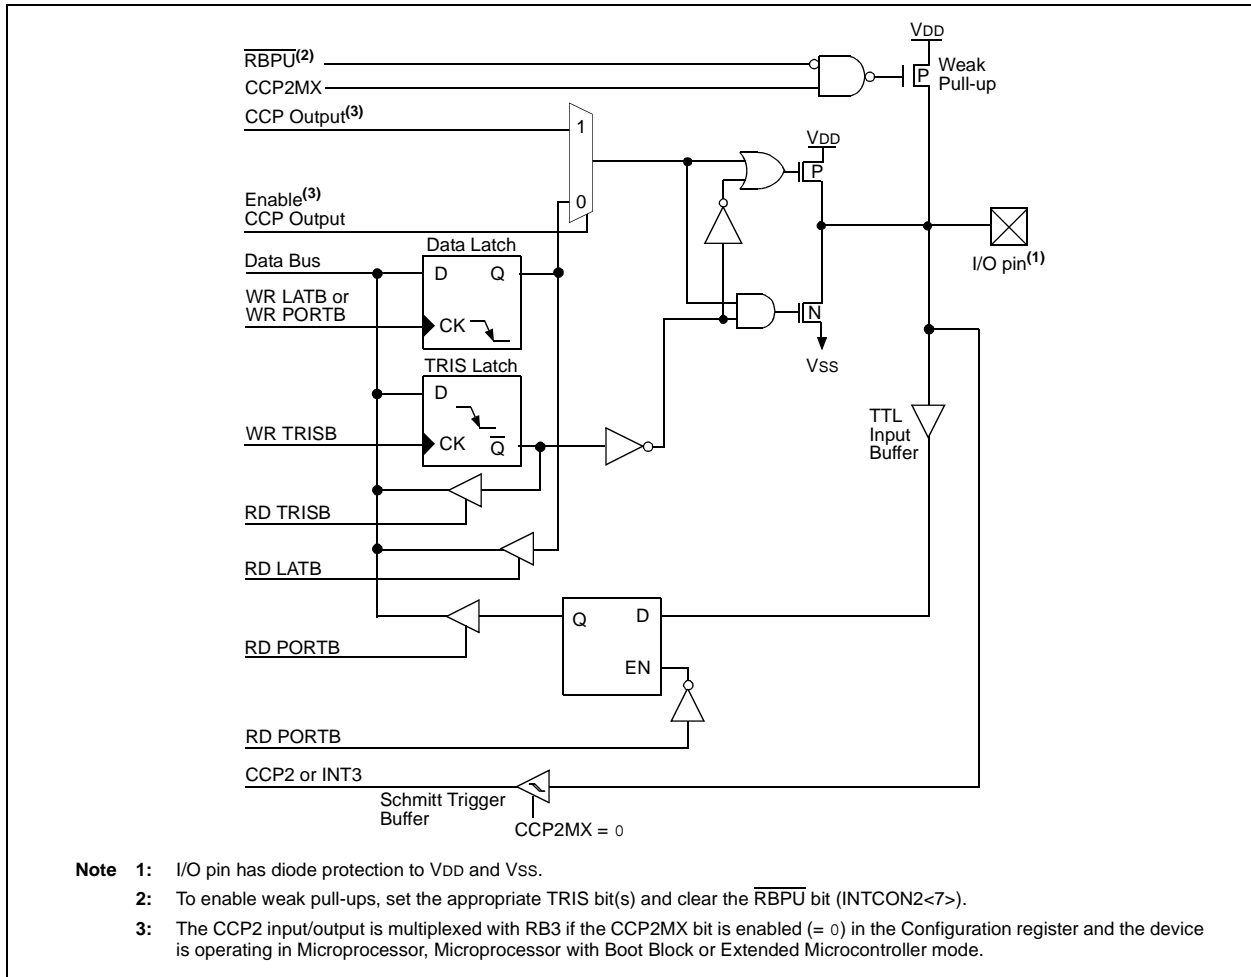 VDD
RBPU(2)
Weak
Pull-up
P
CCP2MX
CCP Output(3)
1
VDD
P
Enable(3)
0
CCP Output
I/O pin(1)
Data Latch
Data Bus
D Q
WR LATB or
WR PORTB
CK
N
VSS
TRIS Latch
D
TTL
Input
Buffer
WR TRISB
CK Q
RD TRISB
RD LATB
Q D
RD PORTB
EN
RD PORTB
CCP2 or INT3
Schmitt Trigger
Buffer
CCP2MX = 0
Note 1: I/O pin has diode protection to VDD and VSS.
2: To enable weak pull-ups, set the appropriate TRIS bit(s) and clear the RBPU bit (INTCON2<7>).
3: The CCP2 input/output is multiplexed with RB3 if the CCP2MX bit is enabled (= 0) in the Configuration register and the device
is operating in Microprocessor, Microprocessor with Boot Block or Extended Microcontroller mode.